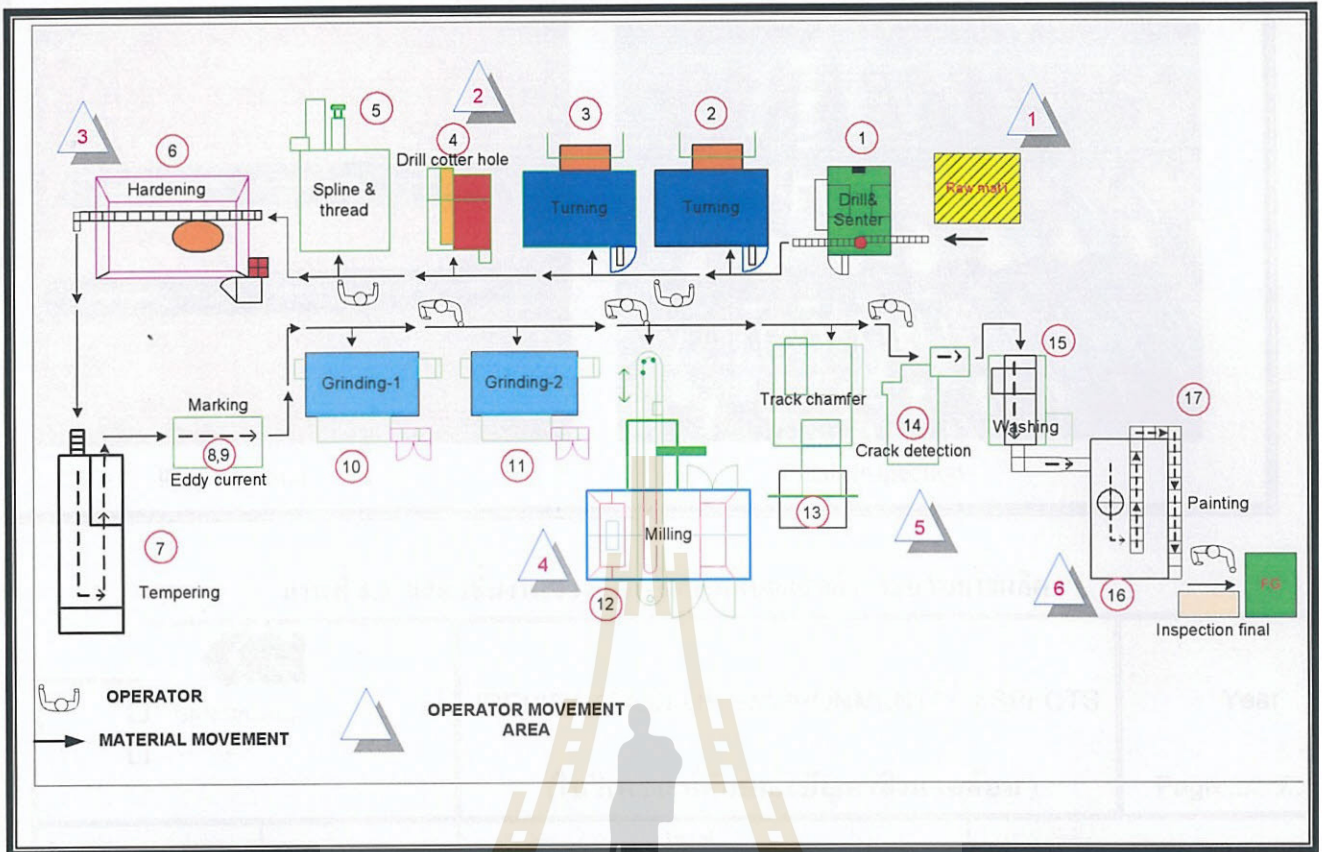 3
6
Hardening
5
Spline &
thread
2
4
Drill cotter hole
3
Turning
2
Turning
1
Drill&
Senter
1
Raw mat'l
Marking
8,9
Eddy current
7
Tempering
Grinding-1
10
Grinding-2
11
4
Milling
12
Track chamfer
13
14
Crack detection
5
15
Washing
17
Painting
6
16
F.G
Inspection final
OPERATOR
MATERIAL MOVEMENT
OPERATOR MOVEMENT
AREA